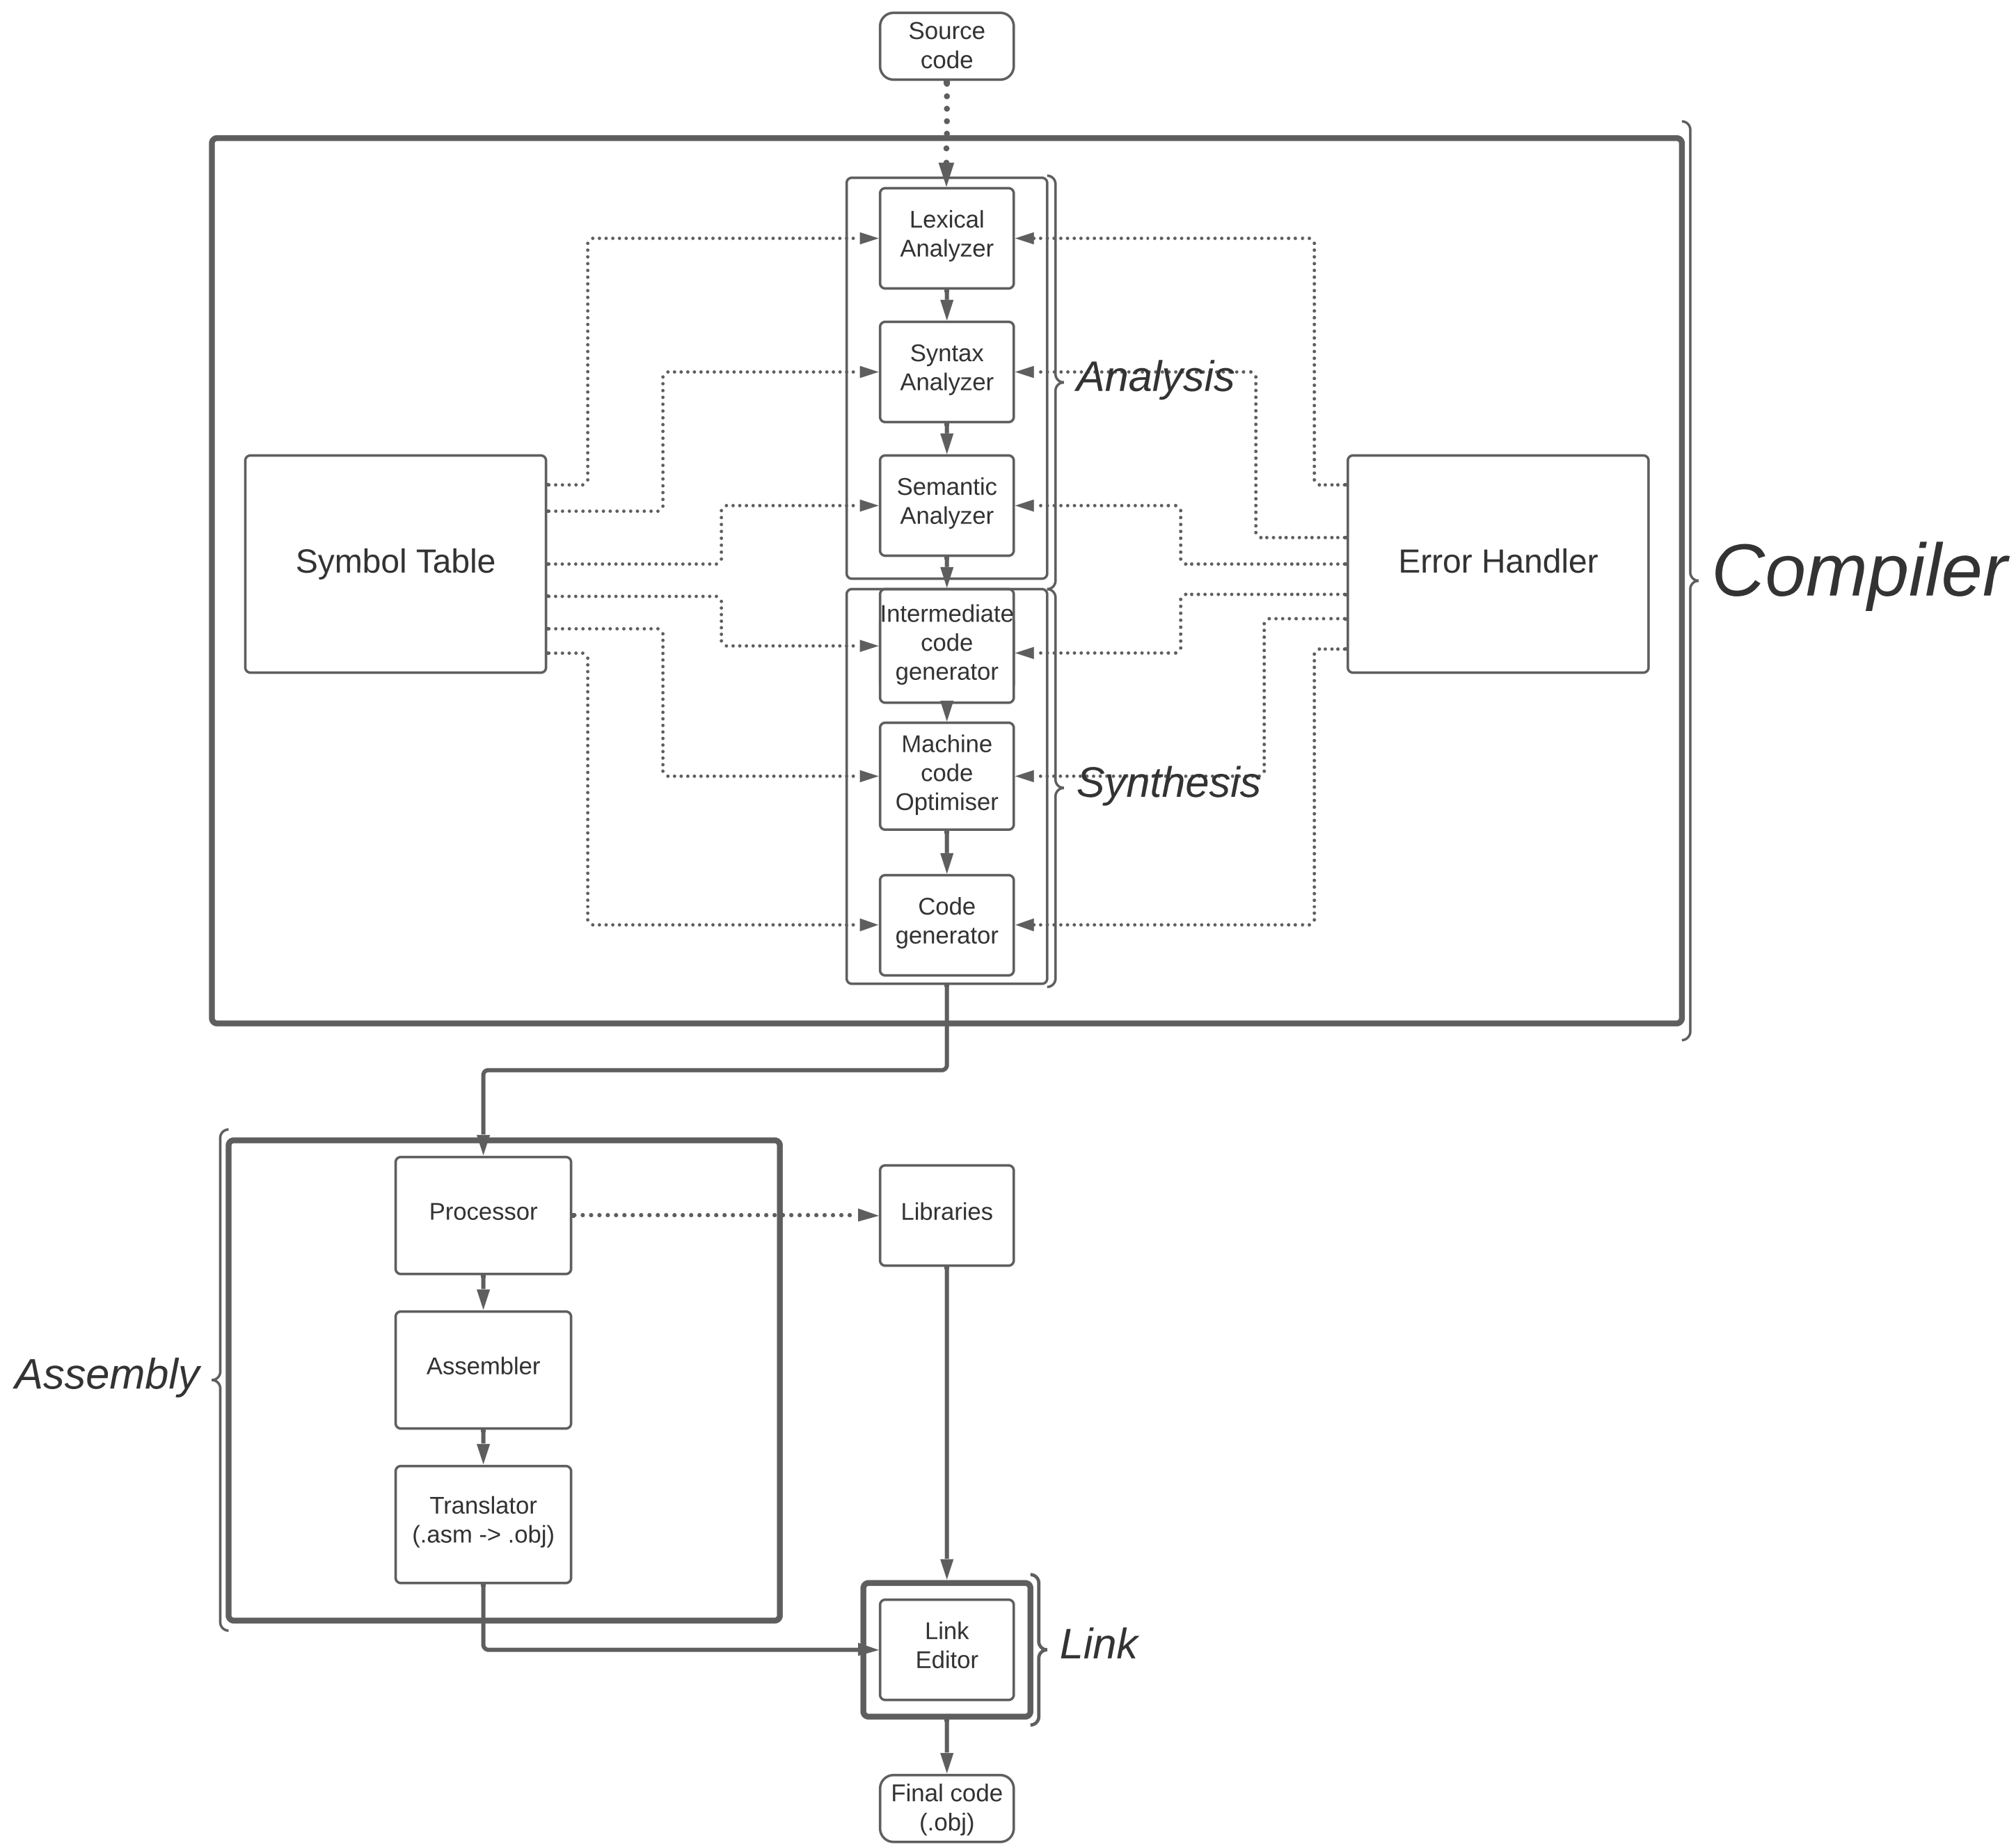 Source
code
Lexical
Analyzer
Syntax
Analyzer
Analysis
Semantic
Analyzer
Symbol Table
Error Handler
Compiler
Intermediate
code
generator
Machine
code
Optimiser
Synthesis
Code
generator
Processor
Libraries
Assembler
Assembly
Translator
(.asm -> .obj)
Link
Editor
Link
Final code
(.obj)